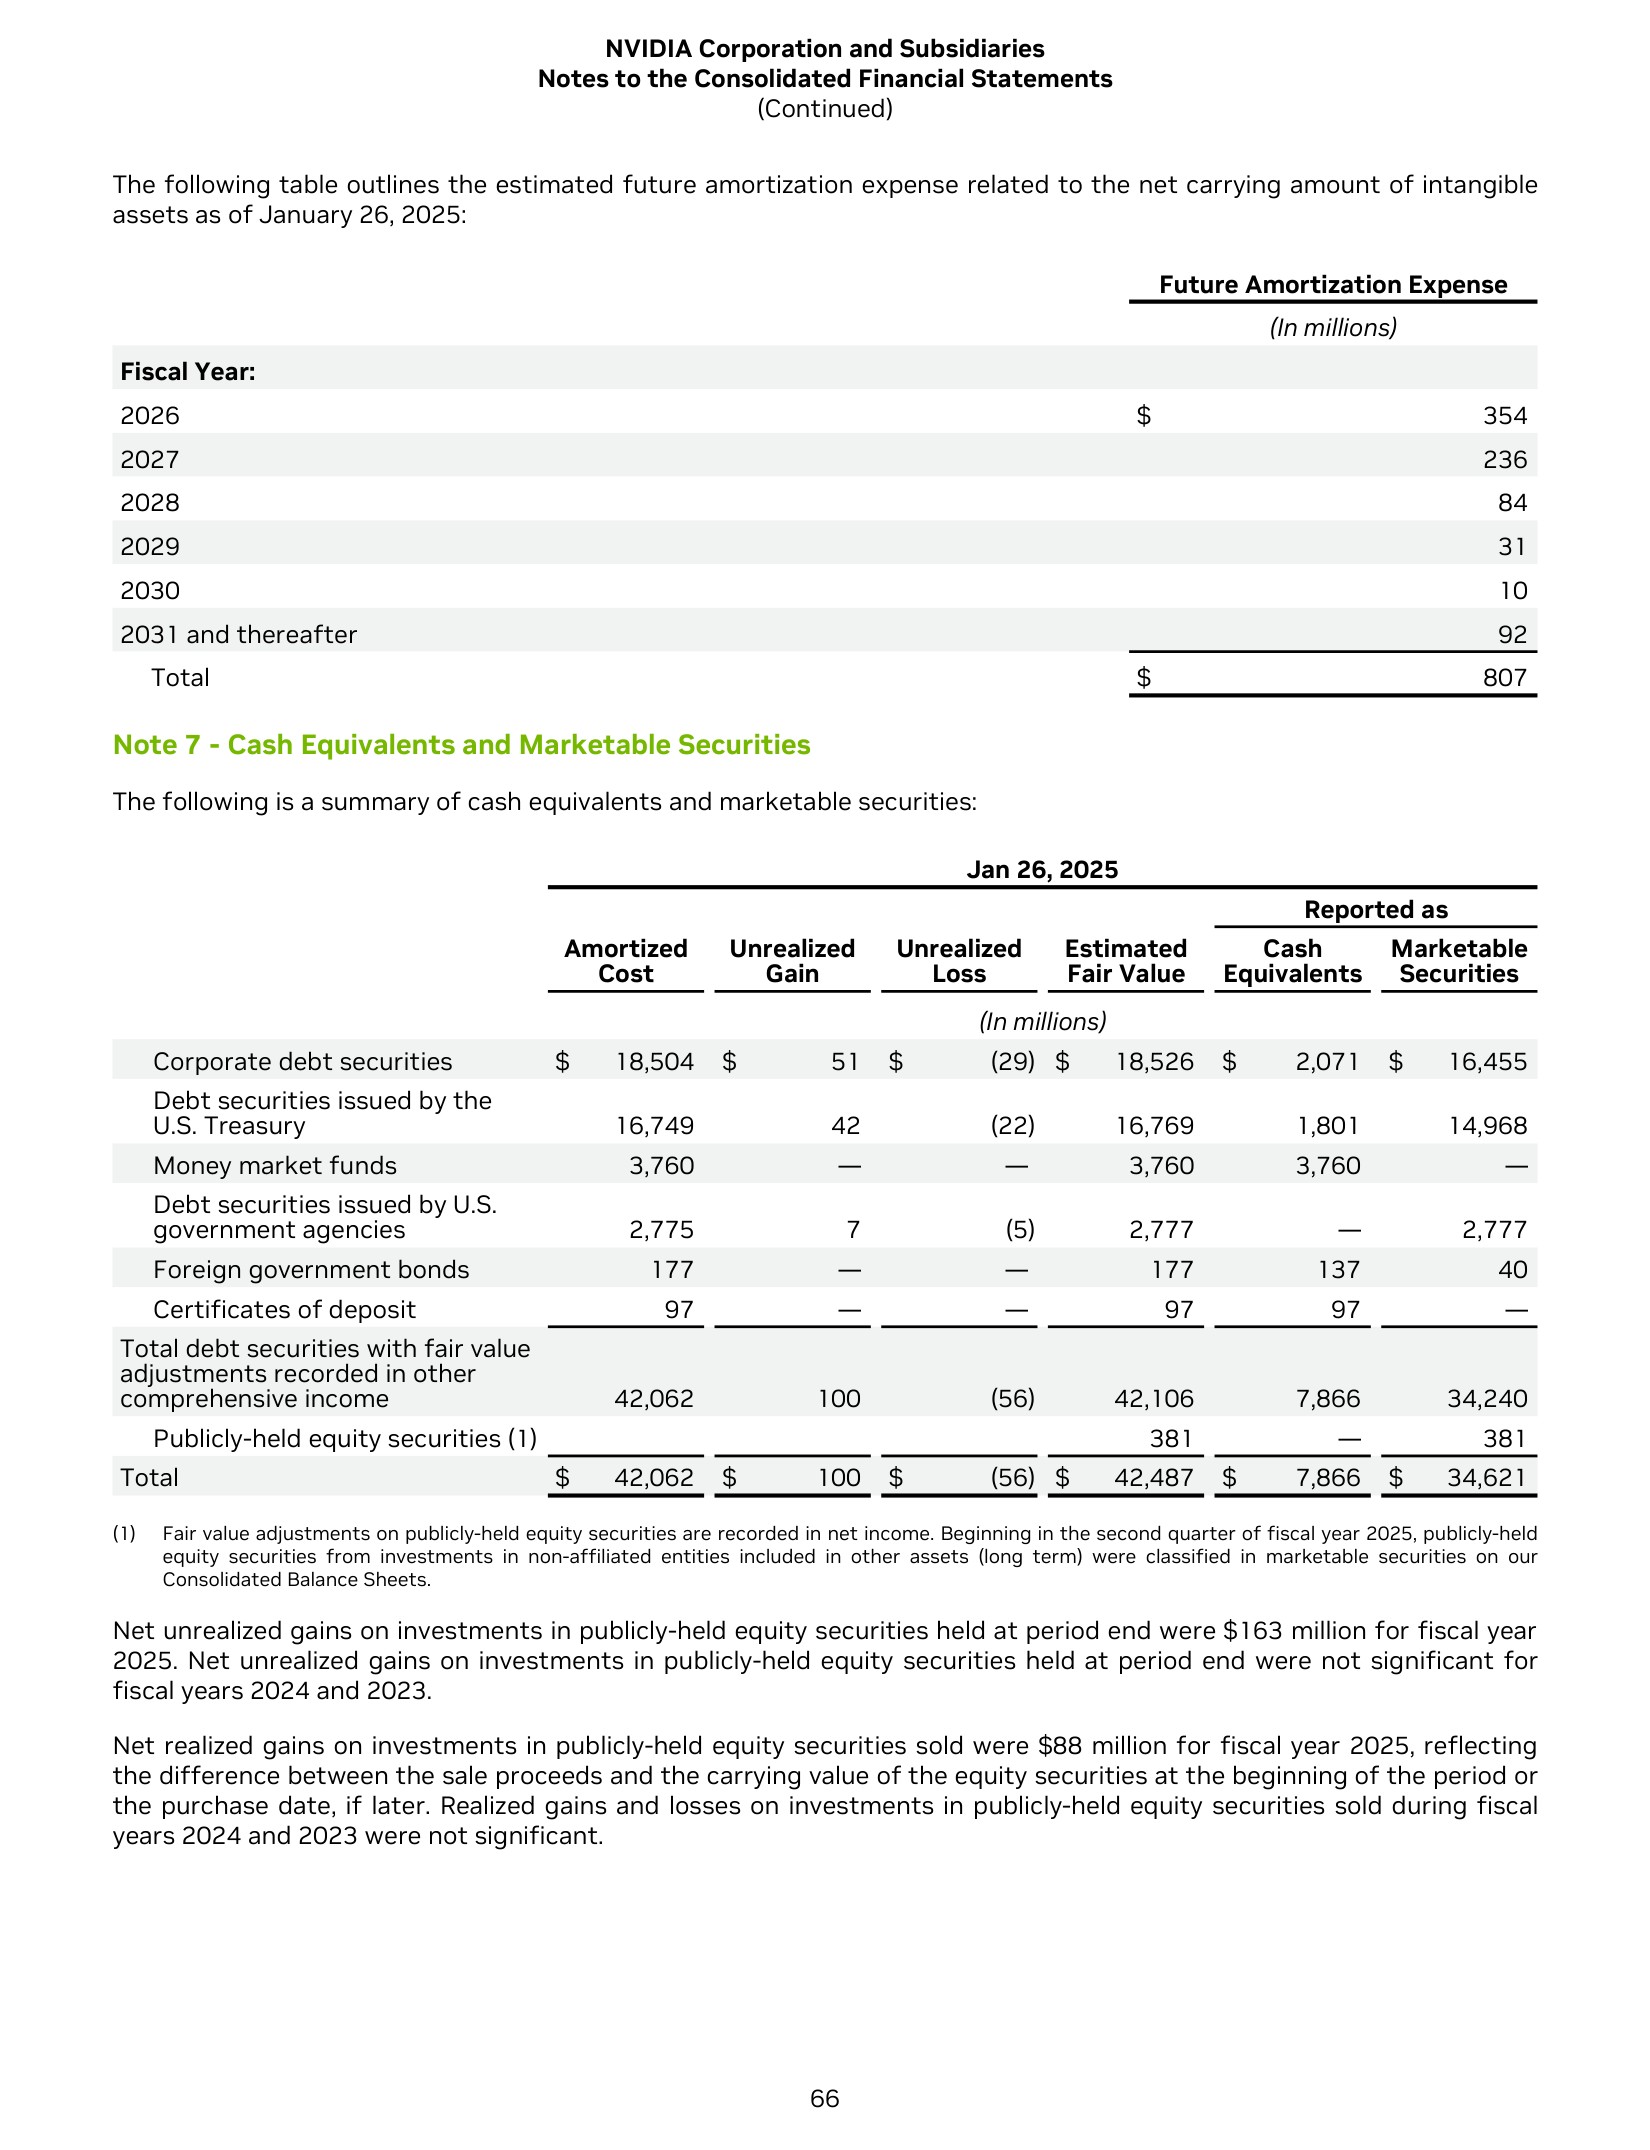 NVIDIA Corporation and Subsidiaries
Notes to the Consolidated Financial Statements
(Continued)
The following table outlines the estimated future amortization expense related to the net carrying amount of intangible
assets as of January 26, 2025:
Future Amortization Expense
(In millions)
Fiscal Year:
2026 $ 354
2027 236
2028 84
2029 31
2030 10
2031 and thereafter 92
Total $ 807
Note 7 - Cash Equivalents and Marketable Securities
The following is a summary of cash equivalents and marketable securities:
Jan 26, 2025
Reported as
Amortized Unrealized Unrealized Estimated Cash Marketable
Cost Gain Loss Fair Value Equivalents Securities
(In millions)
Corporate debt securities $ 18,504 $ 51 $ (29) $ 18,526 $ 2,071 $ 16,455
Debt securities issued by the
U.S. Treasury 16,749 42 (22) 16,769 1,801 14,968
Money market funds 3,760 — — 3,760 3,760 —
Debt securities issued by U.S.
government agencies 2,775 7 (5) 2,777 — 2,777
Foreign government bonds 177 — — 177 137 40
Certificates of deposit 97 — — 97 97 —
Total debt securities with fair value
adjustments recorded in other
comprehensive income 42,062 100 (56) 42,106 7,866 34,240
Publicly-held equity securities (1) 381 — 381
Total $ 42,062 $ 100 $ (56) $ 42,487 $ 7,866 $ 34,621
(1) Fair value adjustments on publicly-held equity securities are recorded in net income. Beginning in the second quarter of fiscal year 2025, publicly-held
equity securities from investments in non-affiliated entities included in other assets (long term) were classified in marketable securities on our
Consolidated Balance Sheets.
Net unrealized gains on investments in publicly-held equity securities held at period end were $163 million for fiscal year
2025. Net unrealized gains on investments in publicly-held equity securities held at period end were not significant for
fiscal years 2024 and 2023.
Net realized gains on investments in publicly-held equity securities sold were $88 million for fiscal year 2025, reflecting
the difference between the sale proceeds and the carrying value of the equity securities at the beginning of the period or
the purchase date, if later. Realized gains and losses on investments in publicly-held equity securities sold during fiscal
years 2024 and 2023 were not significant.
66